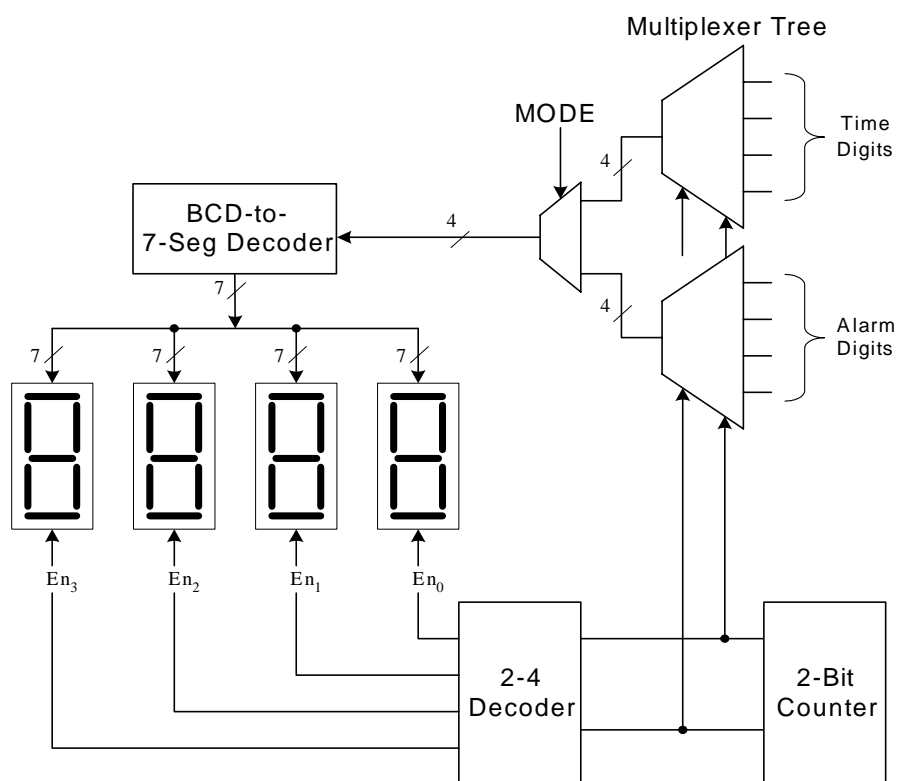 Multiplexer Tree
MODE
Time
Digits
4
BCD-to-
7-Seg Decoder
4
7
4
Alarm
Digits
7
7
7
7
En3
En2
En1
En0
2-4
Decoder
2-Bit
Counter